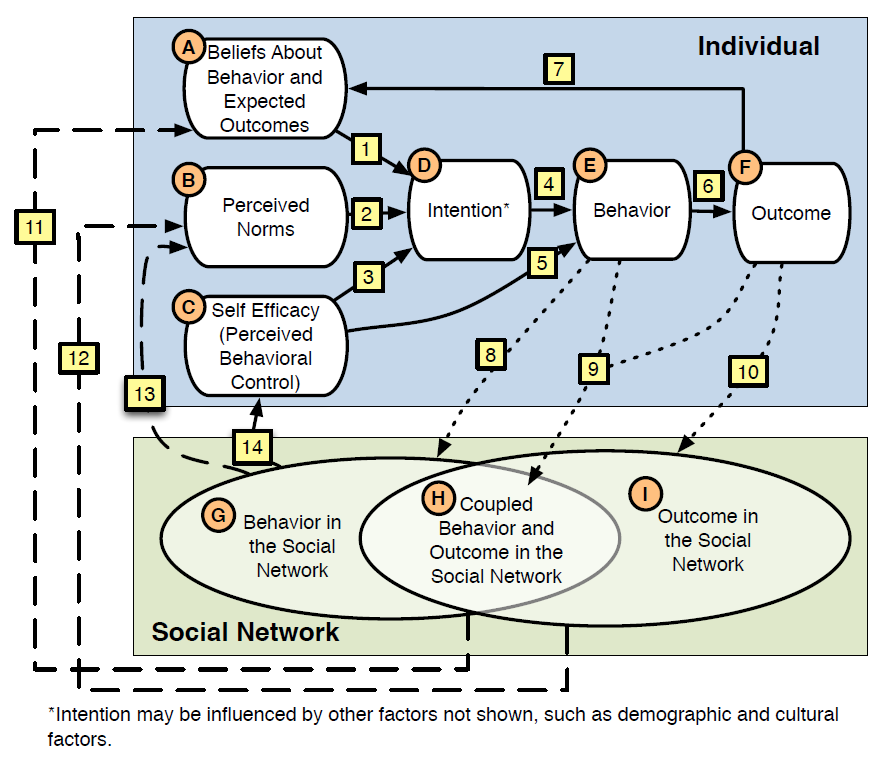 Individual
A
Beliefs About
Behavior and
Expected
Outcomes
7
1
11
B
Perceived
Norms
2
D
Intention*
4
E
Behavior
6
F
Outcome
3
5
C
Self Efficacy
(Perceived
Behavioral
Control)
12
13
8
9
10
14
G
Behavior in
the Social
Network
H
Coupled
Behavior and
Outcome in the
Social Network
I
Outcome in
the Social
Network
Social Network
*Intention may be influenced by other factors not shown, such as demographic and cultural
factors.